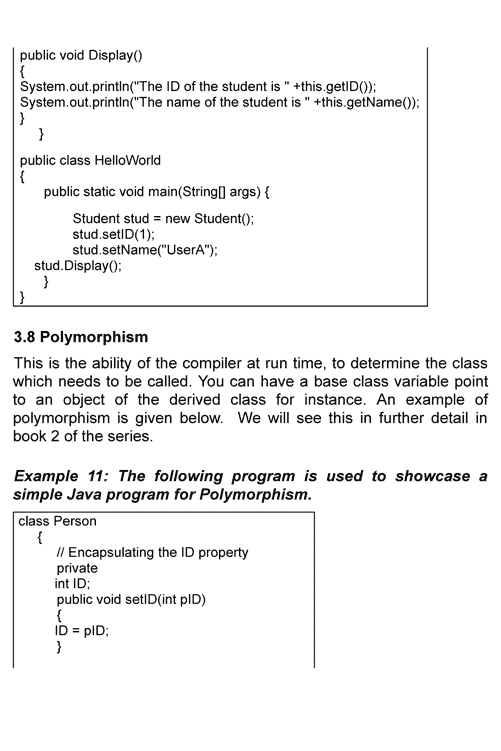 public void Display()
{
System.out.println("The ID of the student is " +this.getID());
System.out.println("The name of the student is " +this.getName());
}
}
public class HelloWorld
{
public static void main(String[] args) {
Student stud = new Student();
stud.setID(1);
stud.setName("UserA");
stud.Display();
}
}
3.8 Polymorphism
This is the ability of the compiler at run time, to determine the class
which needs to be called. You can have a base class variable point
to an object of the derived class for instance. An example of
polymorphism is given below. We will see this in further detail in
book 2 of the series.
Example 11: The following program is used to showcase a
simple Java program for Polymorphism.
class Person
{
// Encapsulating the ID property
private
int ID;
public void setID(int pID)
{
ID = pID;
}